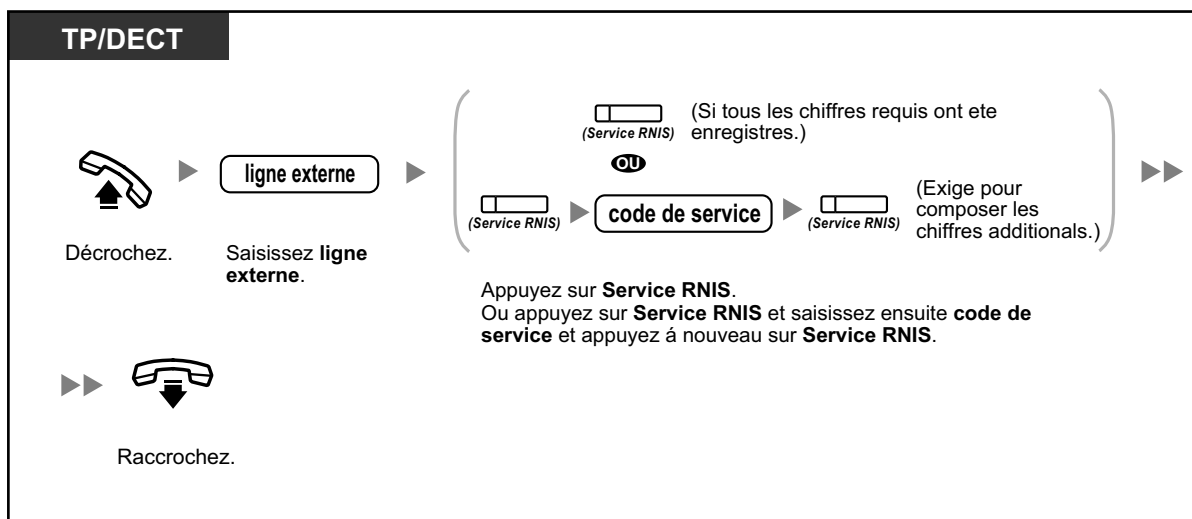 TP/DECT
Décrochez.
ligne externe
Saisissez ligne
externe.
(Service RNIS)
(Si tous les chiffres requis ont ete
enregistres.)
OU
(Service RNIS)
code de service
(Service RNIS)
(Exige pour
composer les
chiffres additionals.)
Appuyez sur Service RNIS.
Ou appuyez sur Service RNIS et saisissez ensuite code de
service et appuyez á nouveau sur Service RNIS.
Raccrochez.